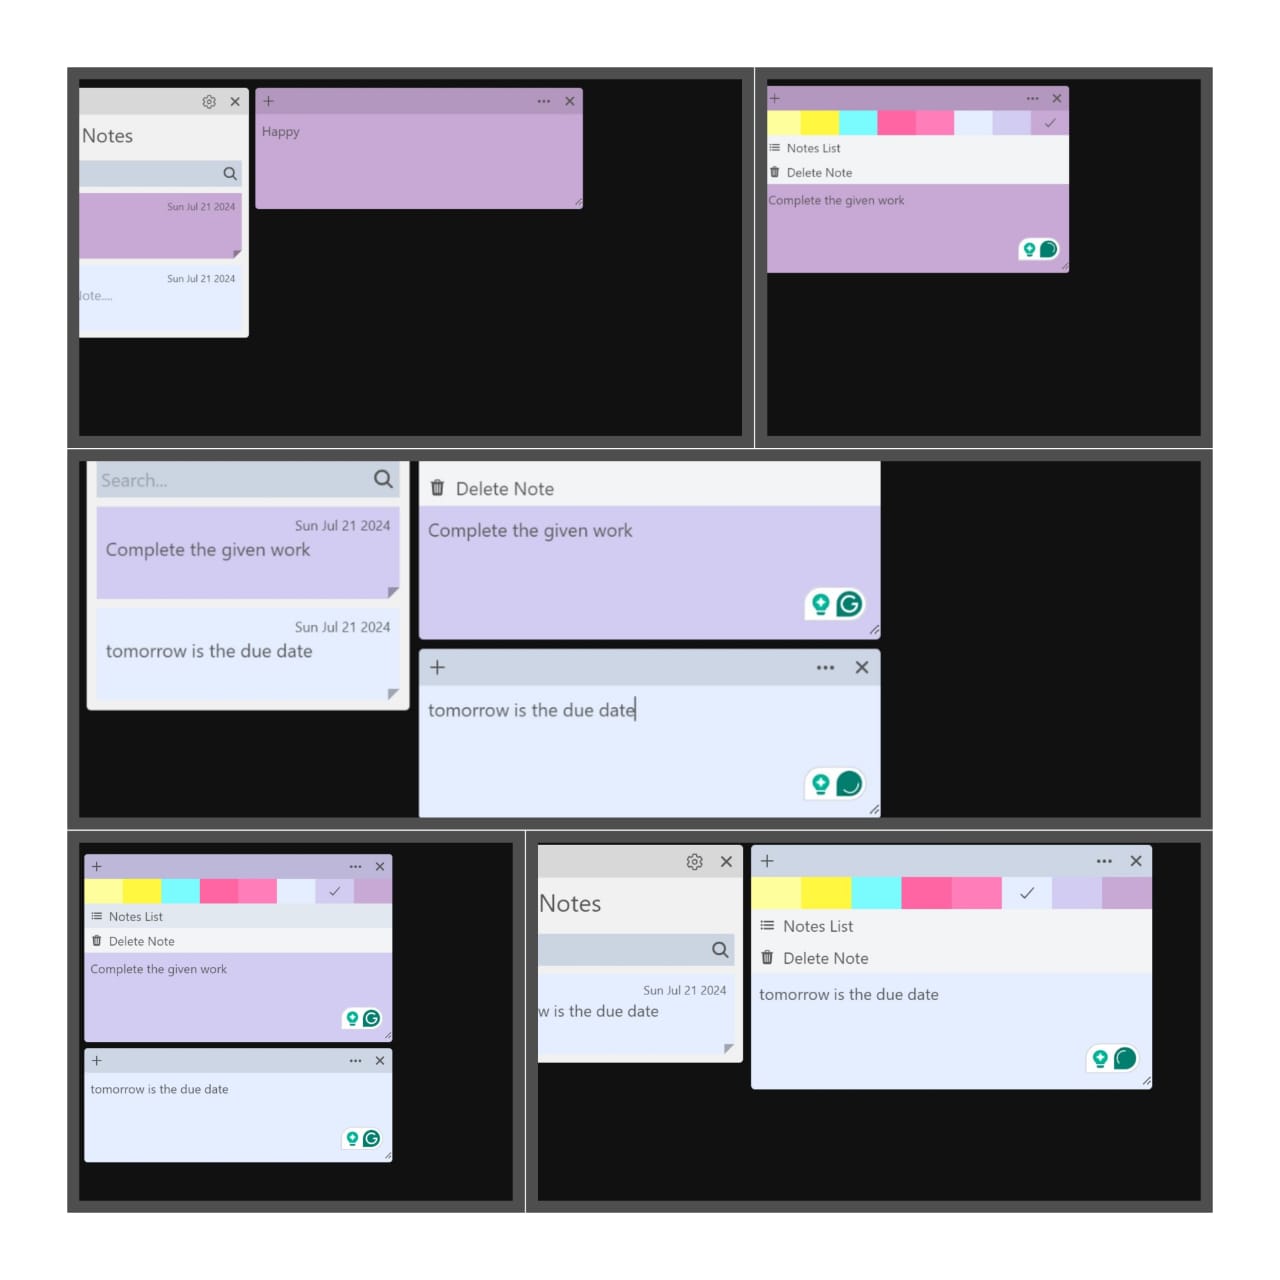 Happy
Notes
Sun Jul 21 2024
Sun Jul 21 2024
Note....
Notes List
Delete Note
Complete the given work
Search...
Sun Jul 21 2024
Complete the given work
Sun Jul 21 2024
tomorrow is the due date
Delete Note
Complete the given work
tomorrow is the due date
Notes List
Delete Note
Complete the given work
tomorrow is the due date
Notes
Sun Jul 21 2024
w is the due date
Notes List
Delete Note
tomorrow is the due date